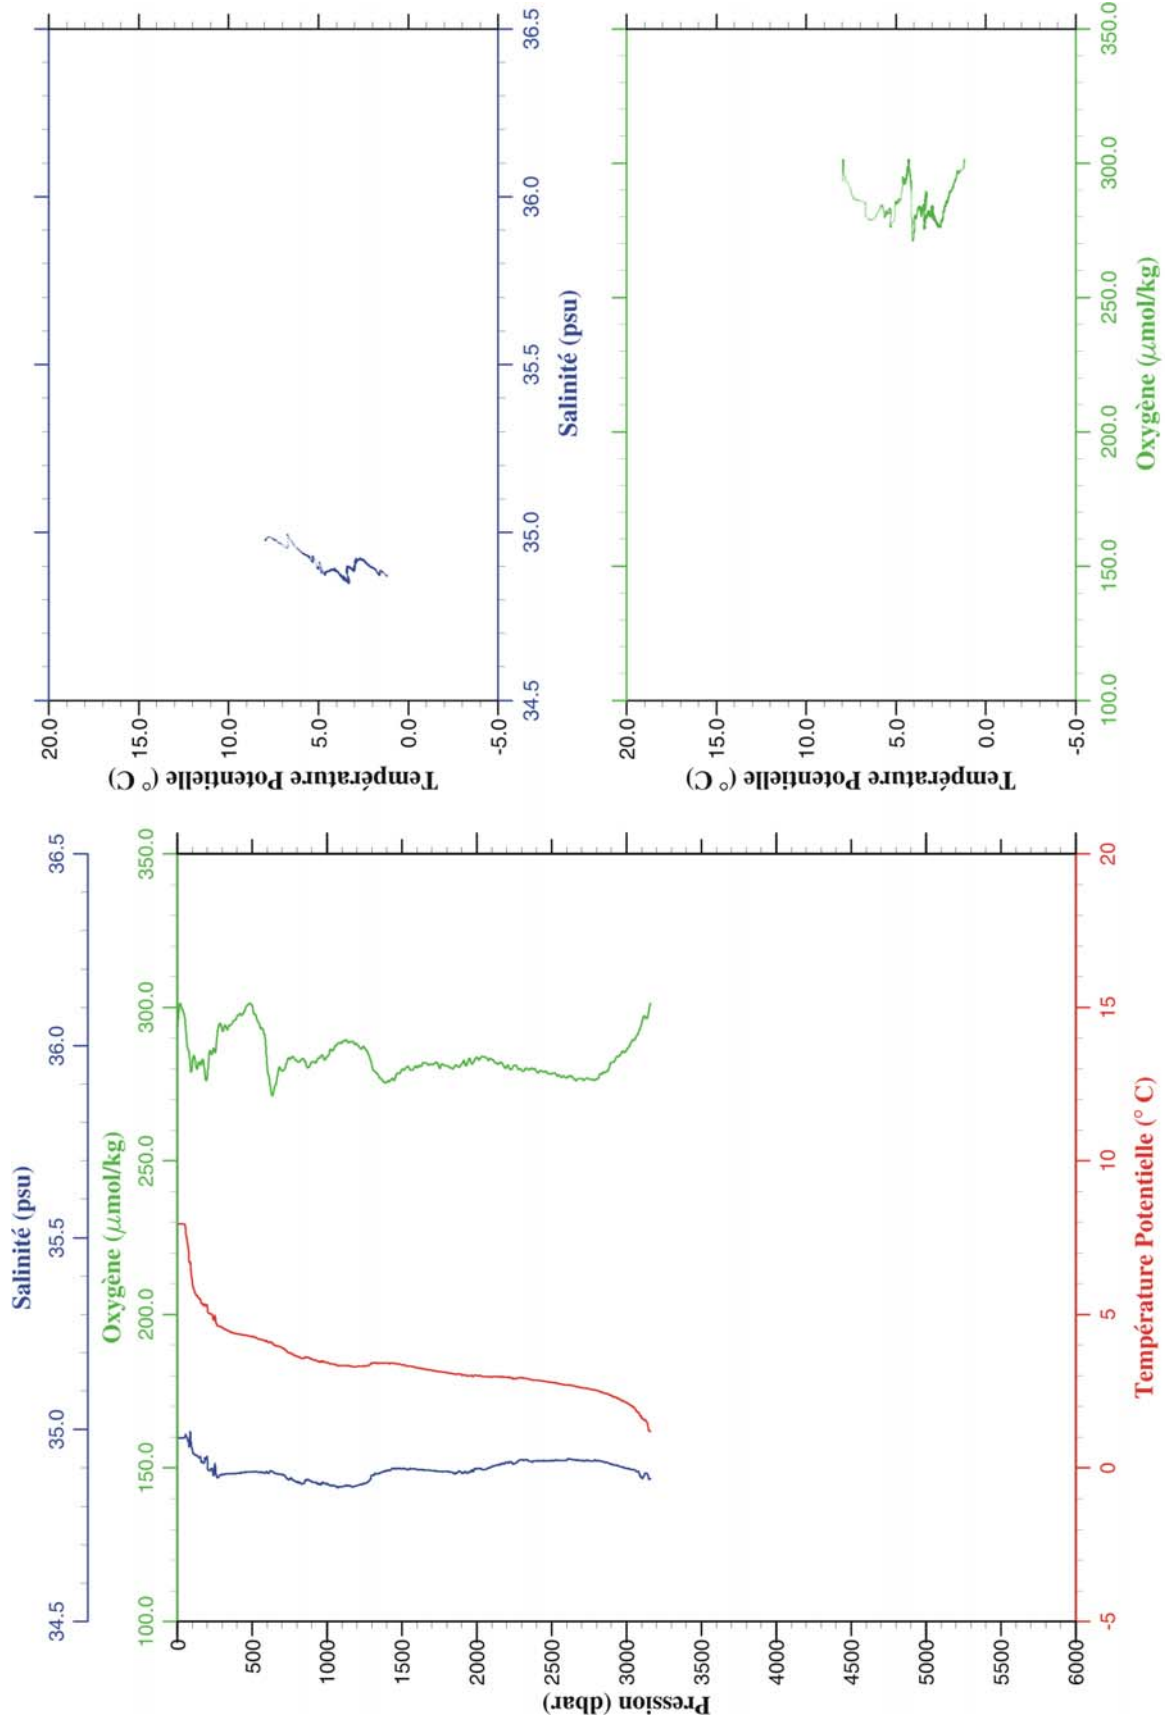 Salinité (psu)
34.5 35.0 35.5 36.0 36.5
Oxygène (μmol/kg)
100.0 150.0 200.0 250.0 300.0 350.0
Pression (dbar)
0
500
1000
1500
2000
2500
3000
3500
4000
4500
5000
5500
6000
-5 0 5 10 15 20
Température Potentielle (° C)
Température Potentielle (° C)
20.0
15.0
10.0
5.0
0.0
-5.0
34.5 35.0 35.5 36.0 36.5
Salinité (psu)
Température Potentielle (° C)
20.0
15.0
10.0
5.0
0.0
-5.0
100.0 150.0 200.0 250.0 300.0 350.0
Oxygène (μmol/kg)